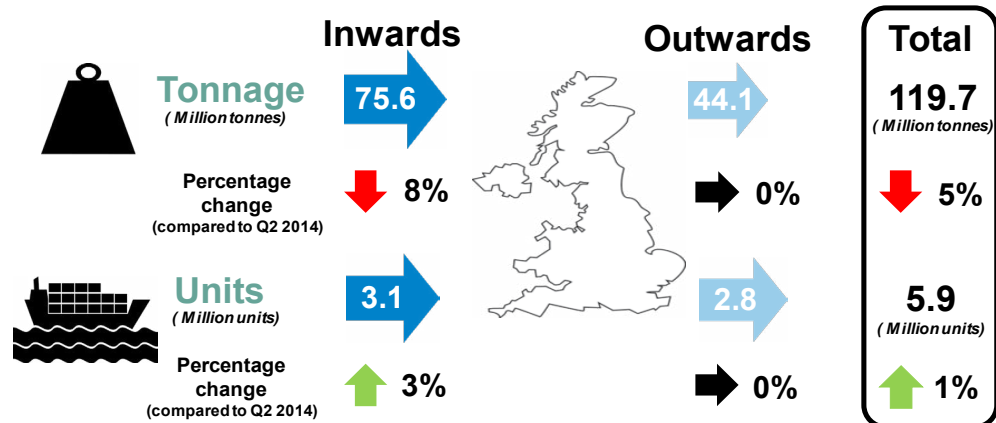 Inwards Outwards Total
Tonnage 75.6 44.1 119.7
( Million tonnes) (Million tonnes)
Percentage
change 8% 0% 5%
(compared to Q2 2014)
Units 3.1 2.8 5.9
( Million units) (Million units)
Percentage
change 3% 0% 1%
(compared to Q2 2014)